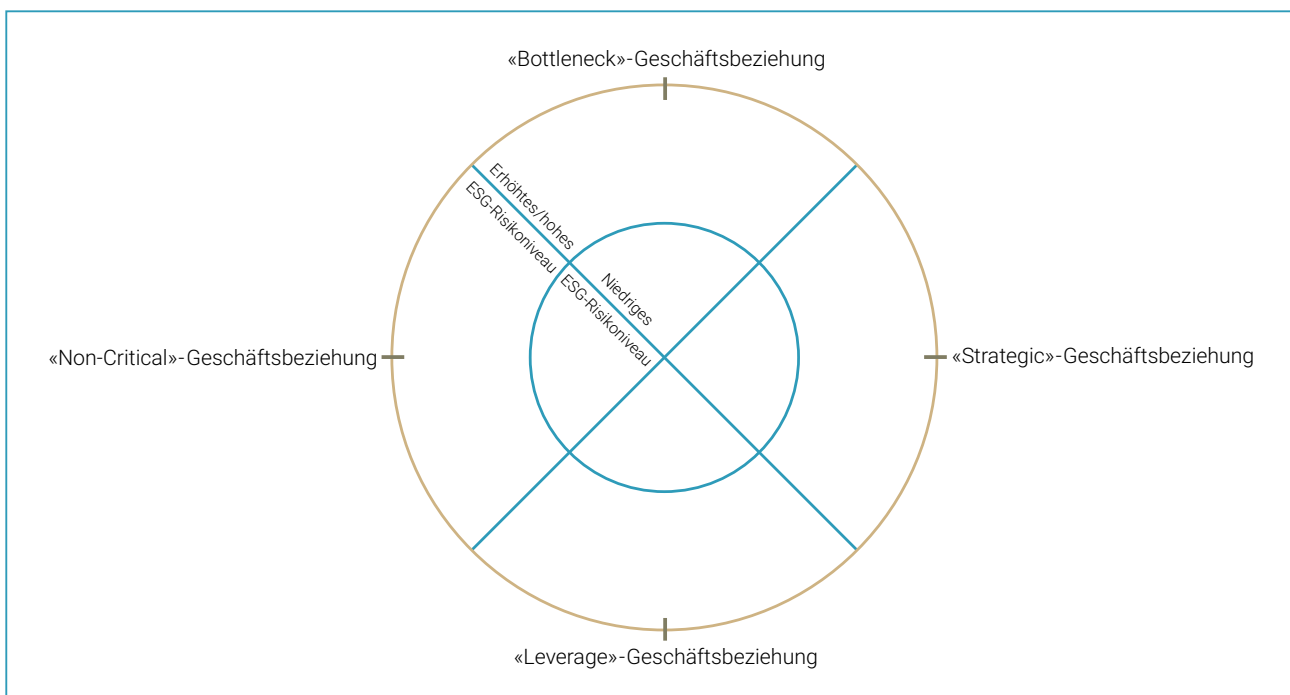 «Bottleneck»-Geschäftsbeziehung
Erhöhtes/hohes
ESG-Risikoniveau
Niedriges
ESG-Risikoniveau
«Non-Critical»-Geschäftsbeziehung
«Strategic»-Geschäftsbeziehung
«Leverage»-Geschäftsbeziehung